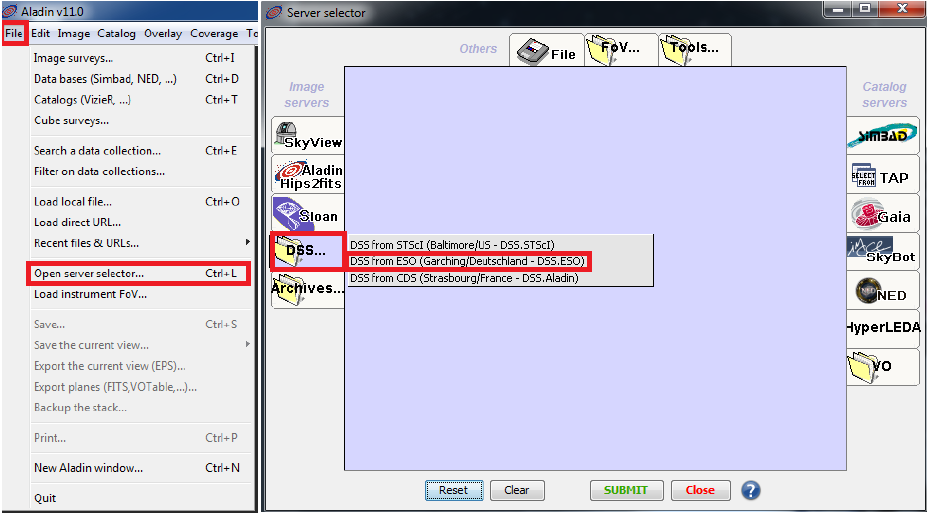 Aladin v11.0
File Edit Image Catalog Overlay Coverage To
Image surveys... Ctrl+I
Data bases (Simbad, NED, ...) Ctrl+D
Catalogs (VizieR, ...) Ctrl+T
Cube surveys...
Search a data collection... Ctrl+E
Filter on data collections...
Load local file... Ctrl+O
Load direct URL...
Recent files & URLs...
Open server selector... Ctrl+L
Load instrument FoV...
Save... Ctrl+S
Save the current view...
Export the current view (EPS)...
Export planes (FITS,VOTable,...)...
Backup the stack...
Print... Ctrl+P
New Aladin window... Ctrl+N
Quit
Server selector
Others
File
FoV...
Tools...
Image
servers
SkyView
Aladin
Hips2fits
Sloan
DSS...
Archives...
DSS from STScI (Baltimore/US - DSS.STScI)
DSS from ESO (Garching/Deutschland - DSS.ESO)
DSS from CDS (Strasbourg/France - DSS.Aladin)
Catalog
servers
SIMBAD
SELECT
FROM
TAP
Gaia
SkyBot
NED
HyperLEDA
VO
Reset
Clear
SUBMIT
Close
?